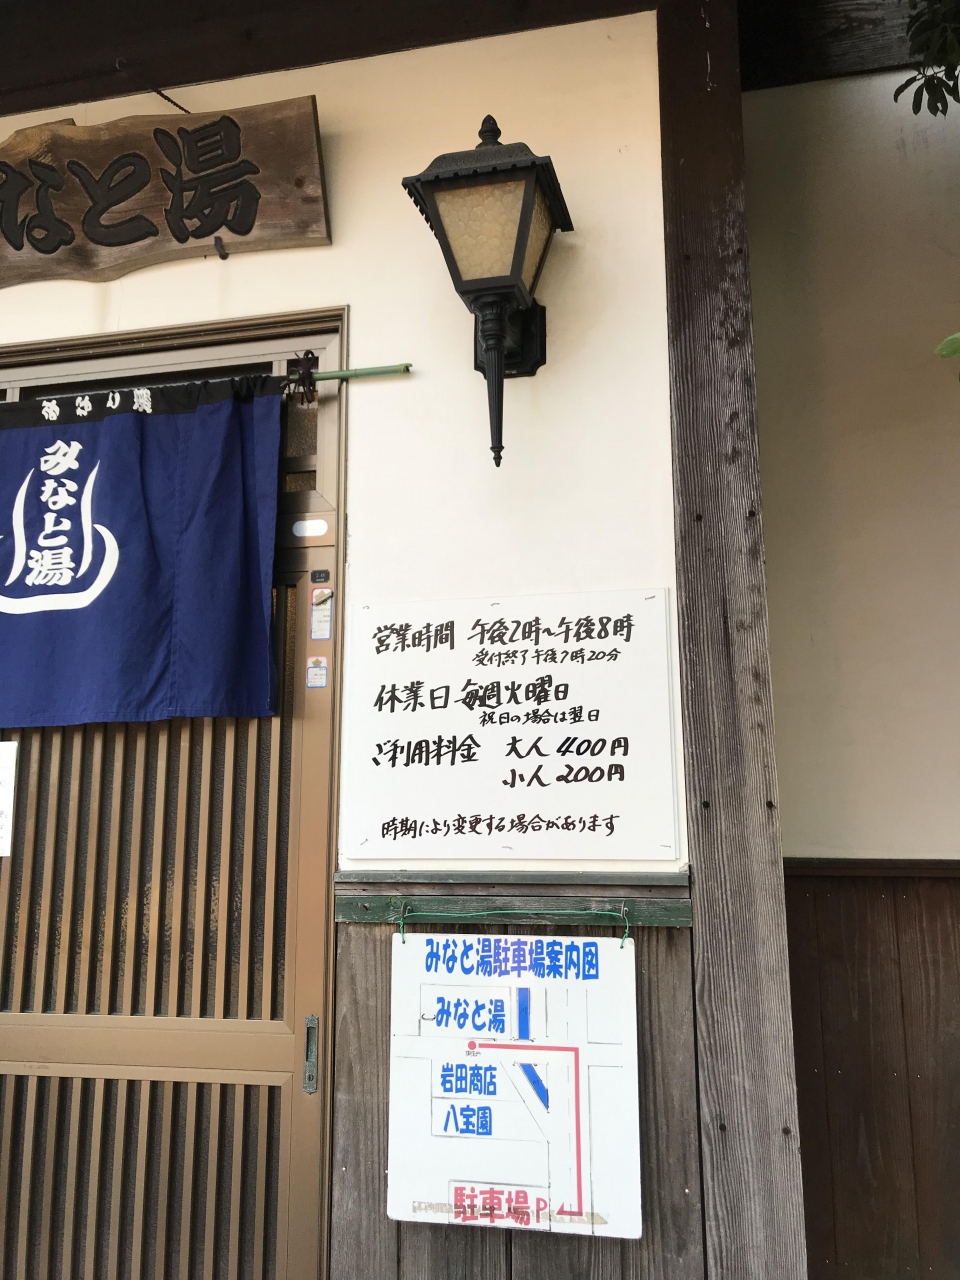 みなと湯
みなと湯
営業時間 午後2時〜午後8時
受付終了午後7時20分
休業日 毎週火曜日
祝日の場合は翌日
ご利用料金 大人 400円
小人 200円
時期により変更する場合があります
みなと湯駐車場案内図
みなと湯
現在地
岩田商店
八宝園
駐車場P